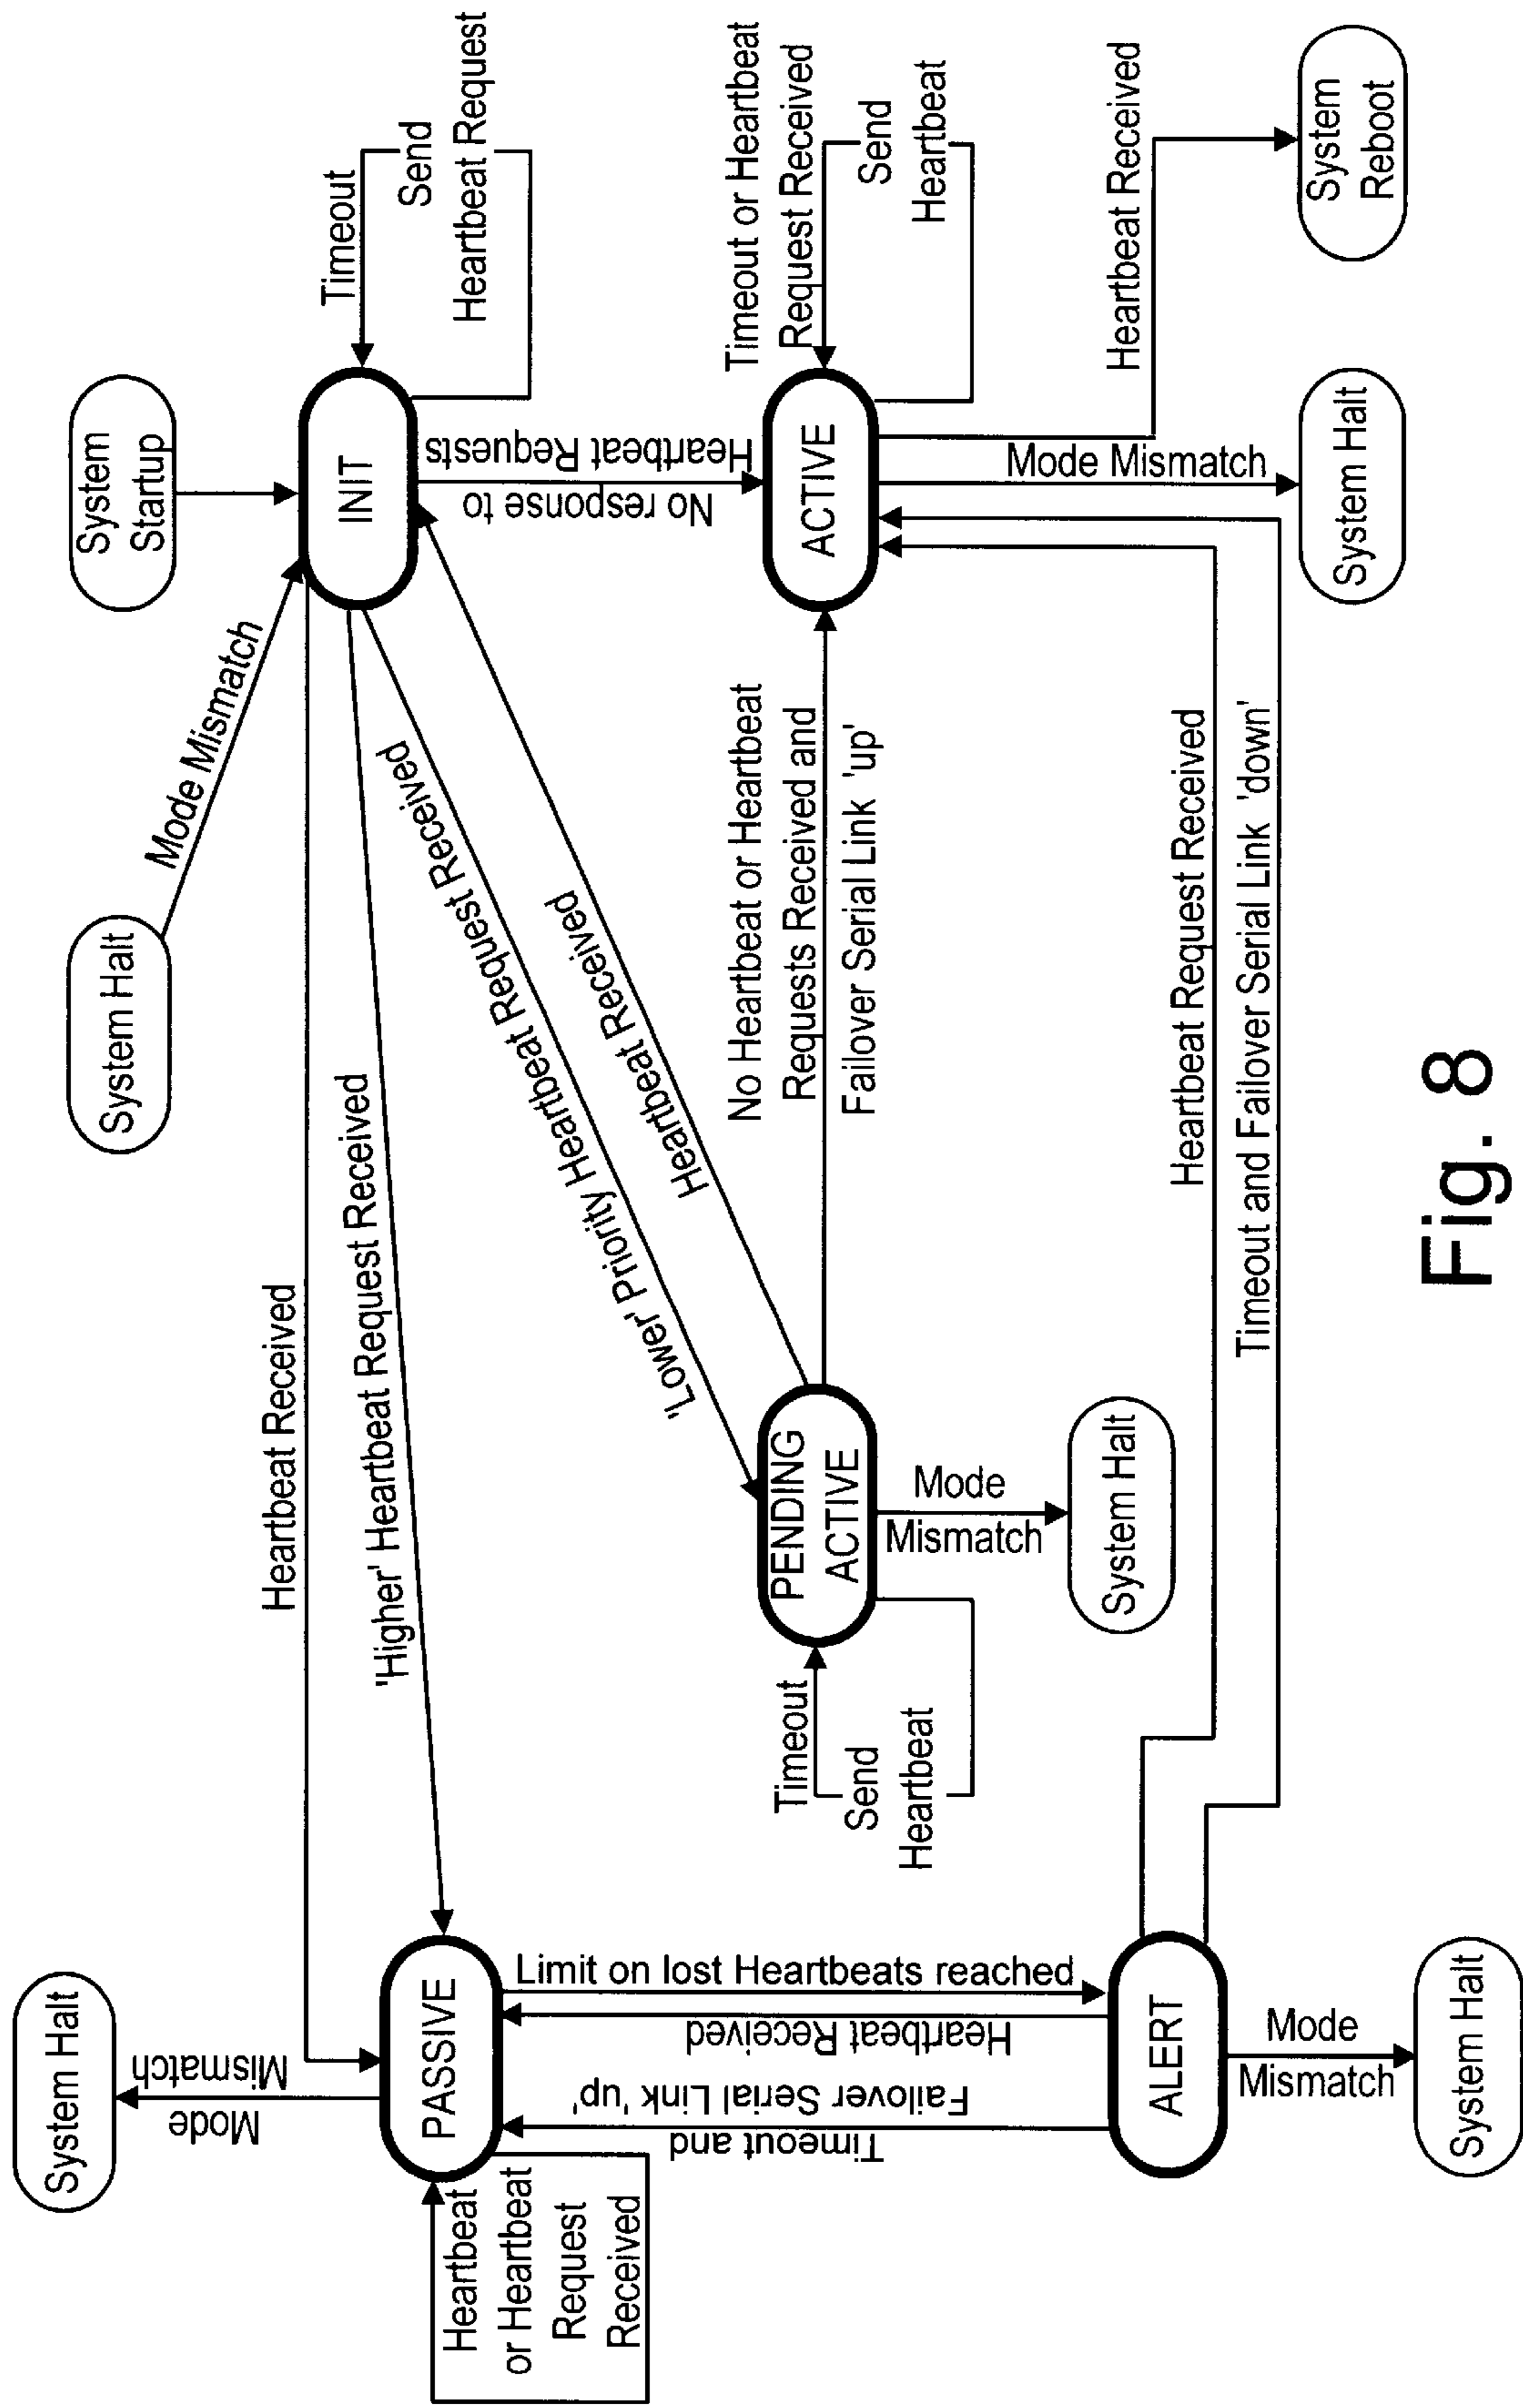 System Halt
Mode
Mismatch
Heartbeat
or Heartbeat
Request
Received
PASSIVE
Heartbeat Received
'Higher' Heartbeat Request Received
System Halt
Mode Mismatch
System
Startup
INIT
Timeout
Send
Heartbeat Request
Limit on lost Heartbeats reached
Heartbeat Received
Timeout and
Failover Serial Link 'up'
'Lower' Priority Heartbeat Request Request Received
Heartbeat Received
No response to
Heartbeat Requests
Timeout
Send
Heartbeat
PENDING
ACTIVE
Mode
Mismatch
System Halt
No Heartbeat or Heartbeat
Requests Received and
Failover Serial Link 'up'
ACTIVE
Timeout or Heartbeat
Request Received
Send
Heartbeat
Mode Mismatch
System Halt
Heartbeat Received
System
Reboot
ALERT
Mode
Mismatch
System Halt
Heartbeat Request Received
Timeout and Failover Serial Link 'down'
Fig. 8